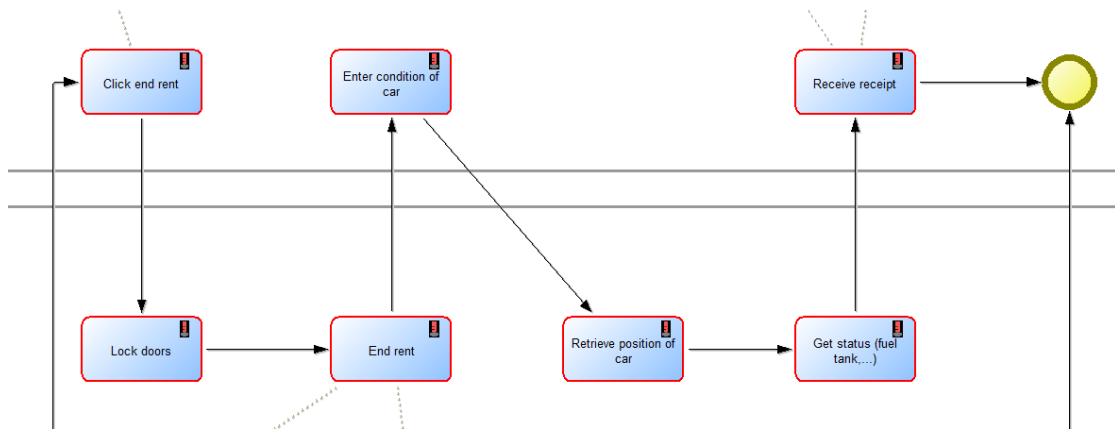 Click end rent
Enter condition of
car
Receive receipt
Lock doors
End rent
Retrieve position of
car
Get status (fuel
tank,...)